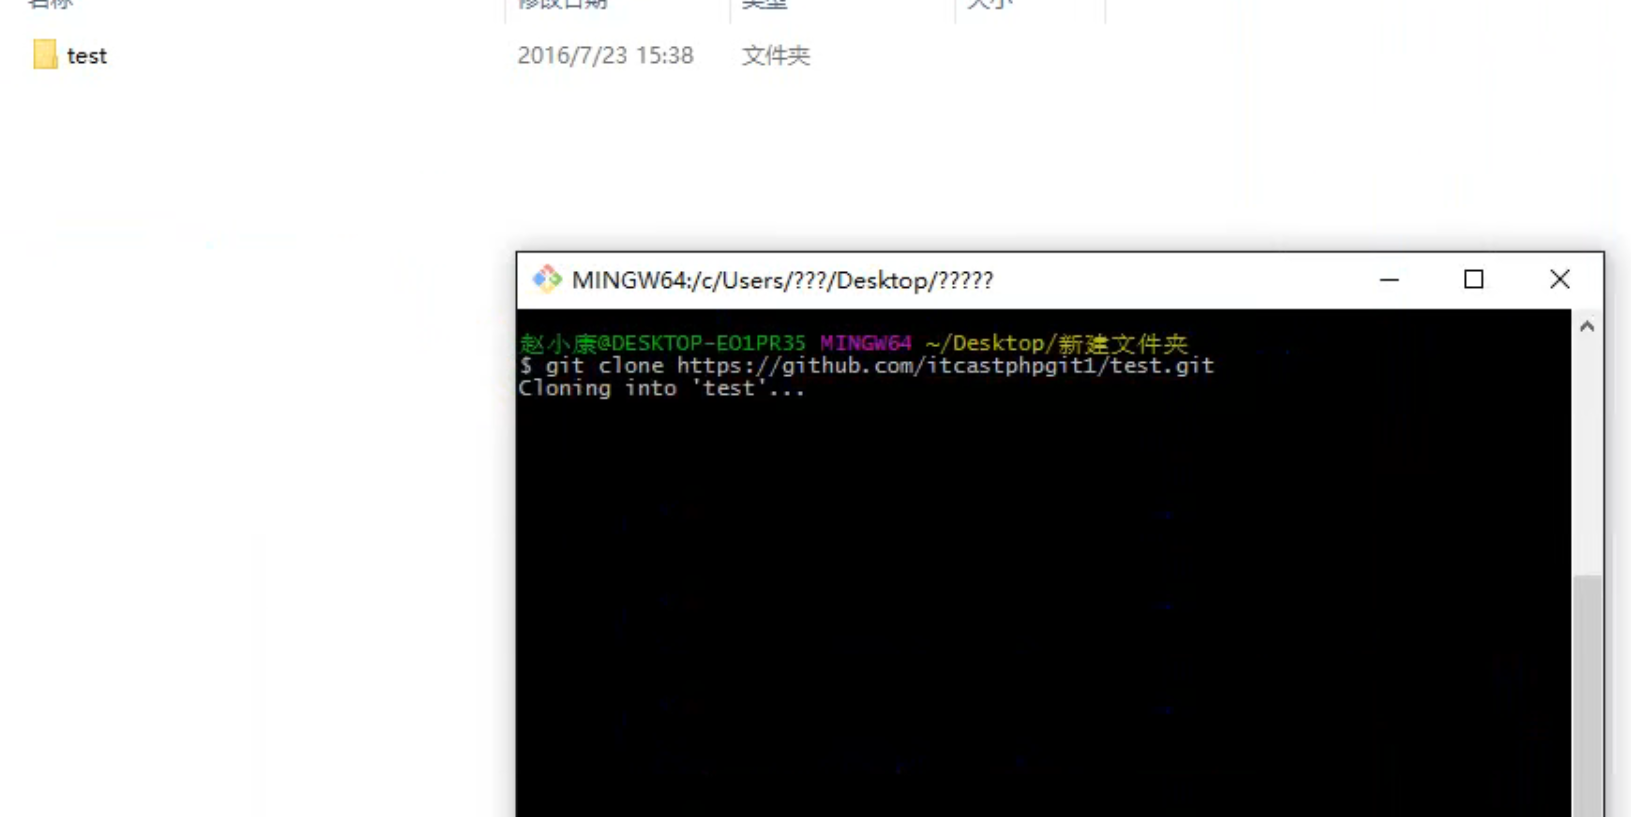 名称 修改日期 类型 大小
test 2016/7/23 15:38 文件夹
MINGW64:/c/Users/???/Desktop/?????
赵小康@DESKTOP-EO1PR35 MINGW64 ~/Desktop/新建文件夹
$ git clone https://github.com/itcastphpgit1/test.git
Cloning into 'test'...